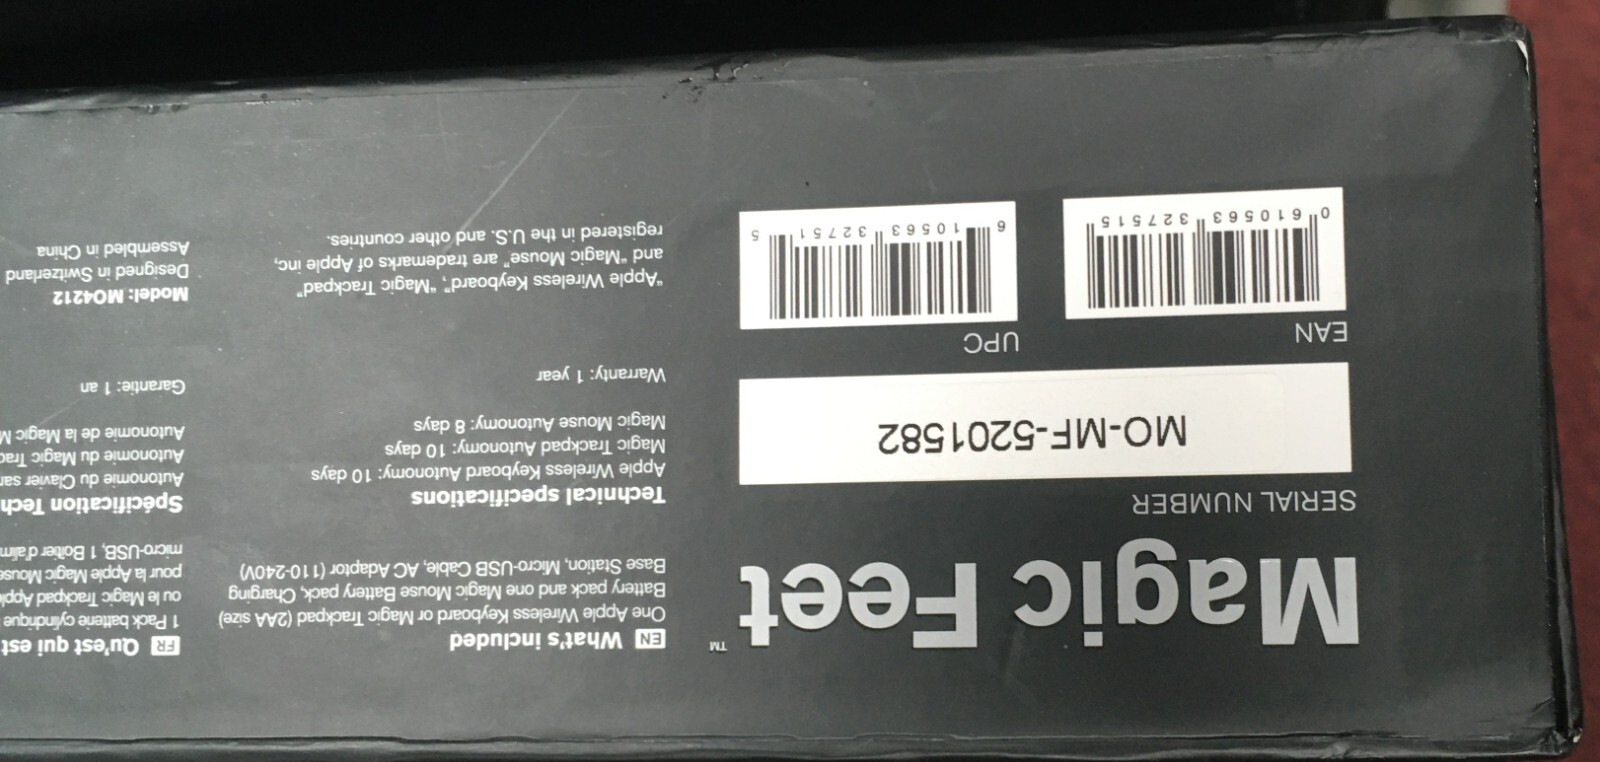 Magic Feet™
SERIAL NUMBER
MO-MF-5201582
EAN
0 610563 327515
UPC
6 10563 32751 5
EN What's included
One Apple Wireless Keyboard or Magic Trackpad (2AA size)
Battery pack and one Magic Mouse Battery pack, Charging
Base Station, Micro-USB Cable, AC Adaptor (110-240V)
Technical specifications
Apple Wireless Keyboard Autonomy: 10 days
Magic Trackpad Autonomy: 10 days
Magic Mouse Autonomy: 8 days
Warranty: 1 year
"Apple Wireless Keyboard", "Magic Trackpad"
and "Magic Mouse" are trademarks of Apple inc,
registered in the U.S. and other countries.
FR Qu'est qui est
1 Pack batterie cylindrique
ou le Magic Trackpad Apple
pour la Apple Magic Mouse
micro-USB, 1 Boîtier d'alim
Spécification Tech
Autonomie du Clavier san
Autonomie du Magic Trac
Autonomie de la Magic M
Garantie: 1 an
Model: MO4212
Designed in Switzerland
Assembled in China